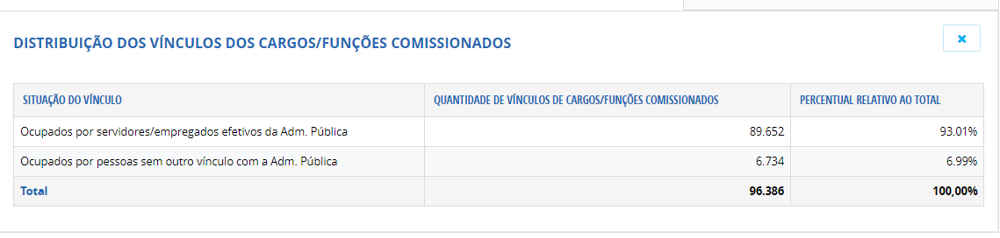 DISTRIBUIÇÃO DOS VÍNCULOS DOS CARGOS/FUNÇÕES COMISSIONADOS
SITUAÇÃO DO VÍNCULO QUANTIDADE DE VÍNCULOS DE CARGOS/FUNÇÕES COMISSIONADOS PERCENTUAL RELATIVO AO TOTAL
Ocupados por servidores/empregados efetivos da Adm. Pública 89.652 93.01%
Ocupados por pessoas sem outro vínculo com a Adm. Pública 6.734 6.99%
Total 96.386 100,00%